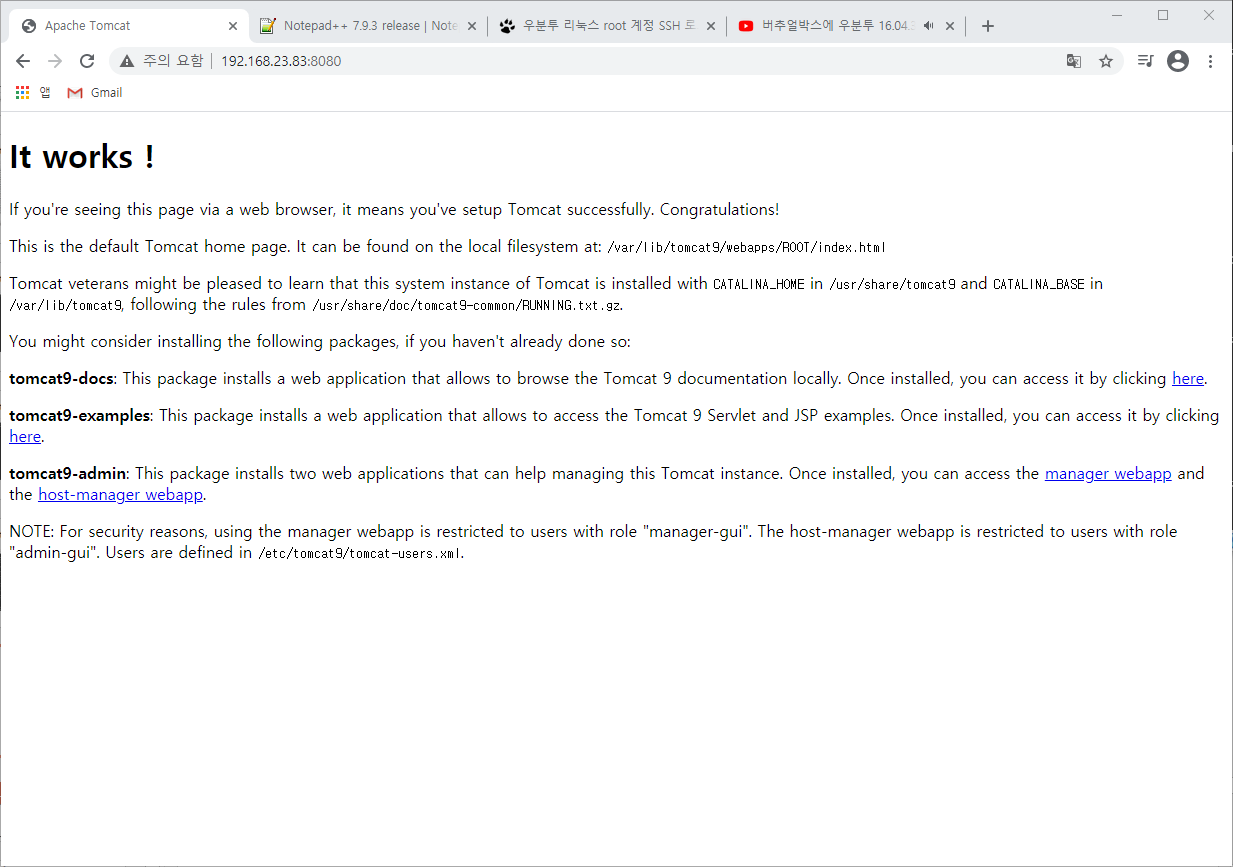 Apache Tomcat
Notepad++ 7.9.3 release | Note
우분투 리눅스 root 계정 SSH 로
버추얼박스에 우분투 16.04.
주의 요함 | 192.168.23.83:8080
앱 Gmail
It works !
If you're seeing this page via a web browser, it means you've setup Tomcat successfully. Congratulations!
This is the default Tomcat home page. It can be found on the local filesystem at: /var/lib/tomcat9/webapps/ROOT/index.html
Tomcat veterans might be pleased to learn that this system instance of Tomcat is installed with CATALINA_HOME in /usr/share/tomcat9 and CATALINA_BASE in
/var/lib/tomcat9, following the rules from /usr/share/doc/tomcat9-common/RUNNING.txt.gz.
You might consider installing the following packages, if you haven't already done so:
tomcat9-docs: This package installs a web application that allows to browse the Tomcat 9 documentation locally. Once installed, you can access it by clicking here.
tomcat9-examples: This package installs a web application that allows to access the Tomcat 9 Servlet and JSP examples. Once installed, you can access it by clicking
here.
tomcat9-admin: This package installs two web applications that can help managing this Tomcat instance. Once installed, you can access the manager webapp and
the host-manager webapp.
NOTE: For security reasons, using the manager webapp is restricted to users with role "manager-gui". The host-manager webapp is restricted to users with role
"admin-gui". Users are defined in /etc/tomcat9/tomcat-users.xml.